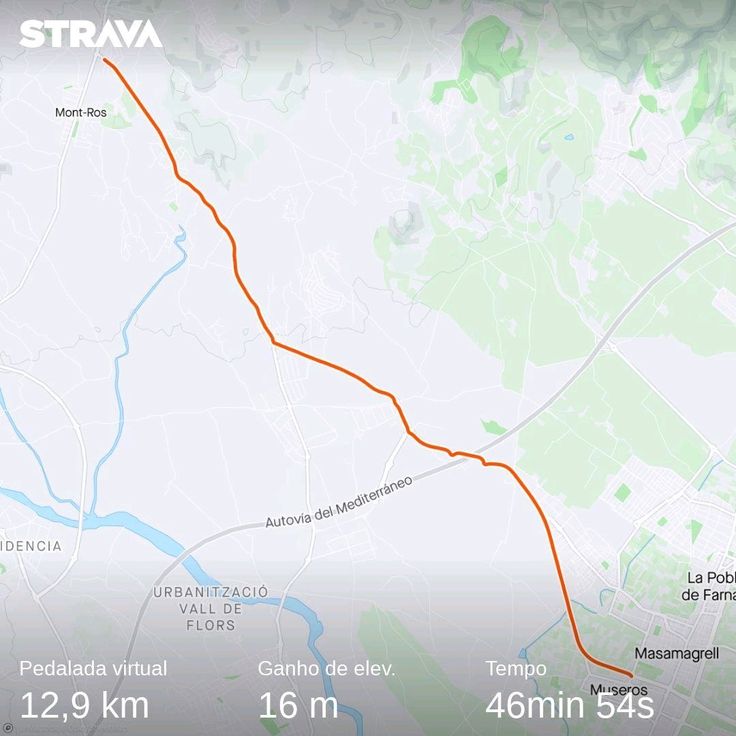 STRAVA
Mont-Ros
Autovía del Mediterráneo
IDENCIA
URBANITZACIÓ
VALL DE
FLORS
La Pobl
de Farna
Masamagrell
Museros
Pedalada virtual
12,9 km
Ganho de elev.
16 m
Tempo
46min 54s